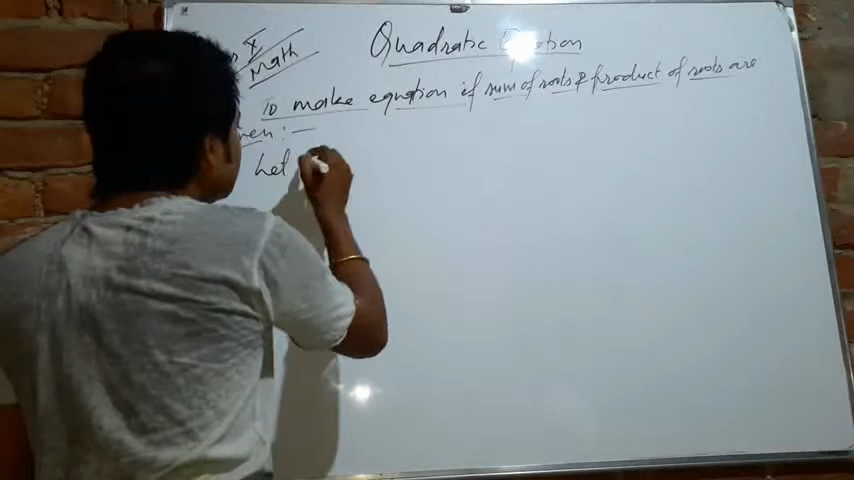 X
Math
Quadratic
To make equation if sum of roots & product of roots are
Let